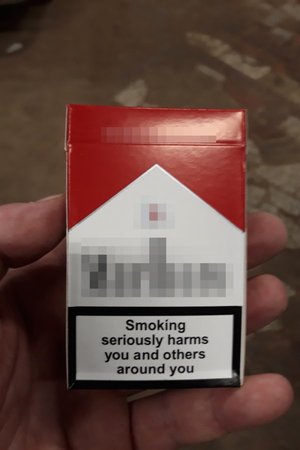 Smoking
seriously harms
you and others
around you